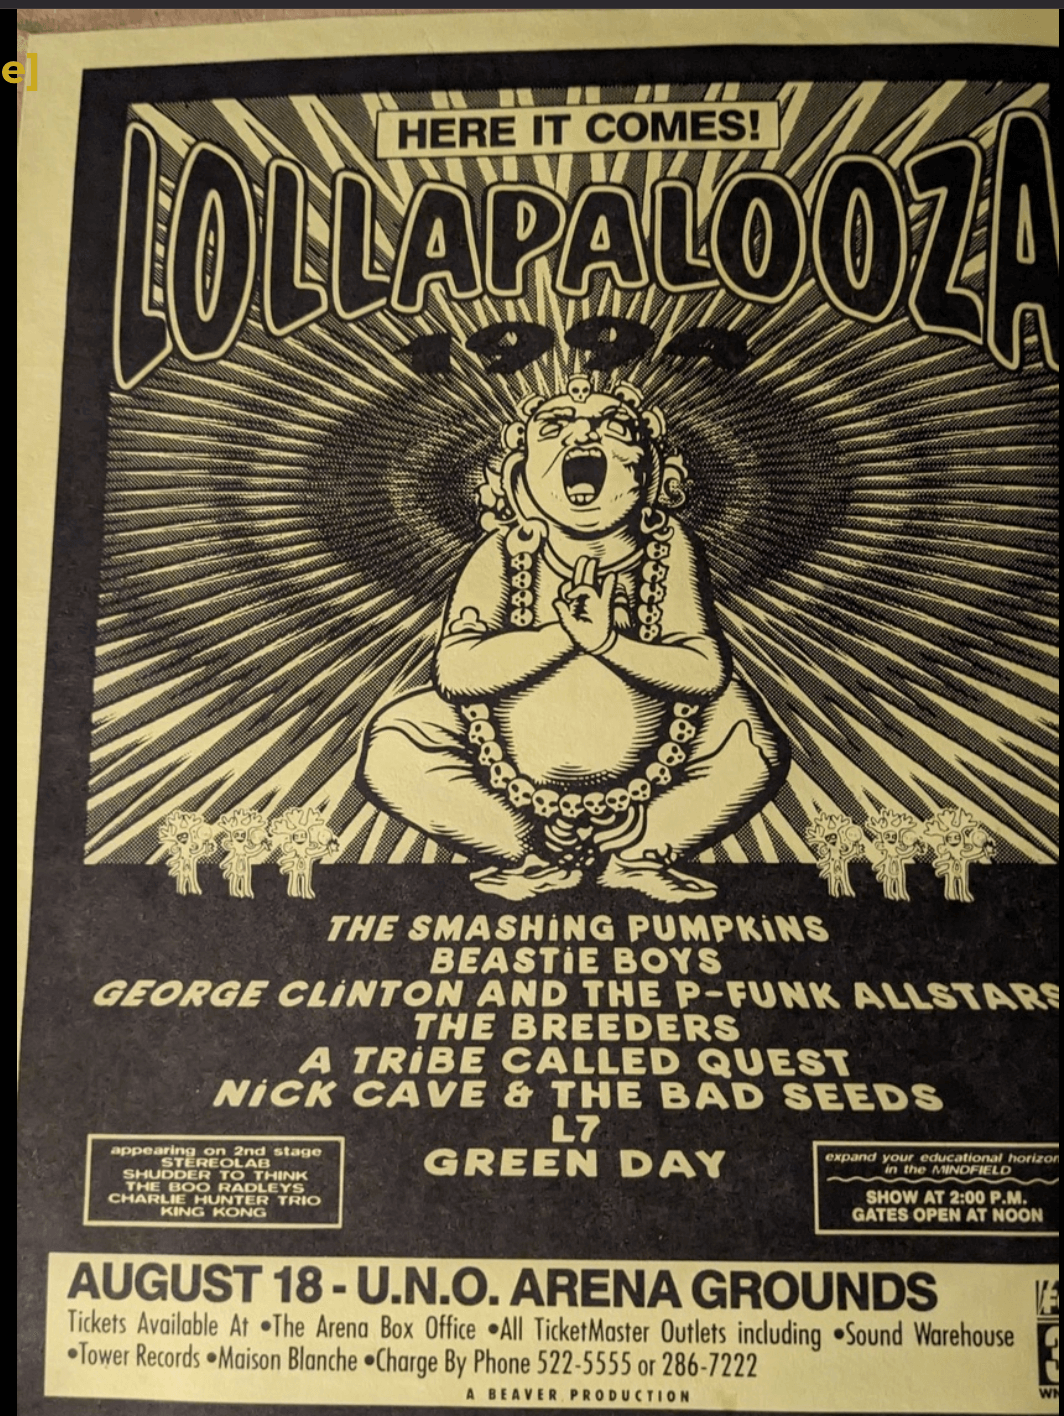 e]
HERE IT COMES!
LOLLAPALOOZA
1994
THE SMASHiNG PUMPKiNS
BEASTiE BOYS
GEORGE CLiNTON AND THE P-FUNK ALLSTARS
THE BREEDERS
A TRiBE CALLED QUEST
NiCK CAVE & THE BAD SEEDS
L7
GREEN DAY
appearing on 2nd stage
STEREOLAB
SHUDDER TO THINK
THE BOO RADLEYS
CHARLIE HUNTER TRIO
KING KONG
expand your educational horizon
in the MINDFIELD
SHOW AT 2:00 P.M.
GATES OPEN AT NOON
AUGUST 18 - U.N.O. ARENA GROUNDS
Tickets Available At •The Arena Box Office •All TicketMaster Outlets including •Sound Warehouse
•Tower Records •Maison Blanche •Charge By Phone 522-5555 or 286-7222
A BEAVER PRODUCTION